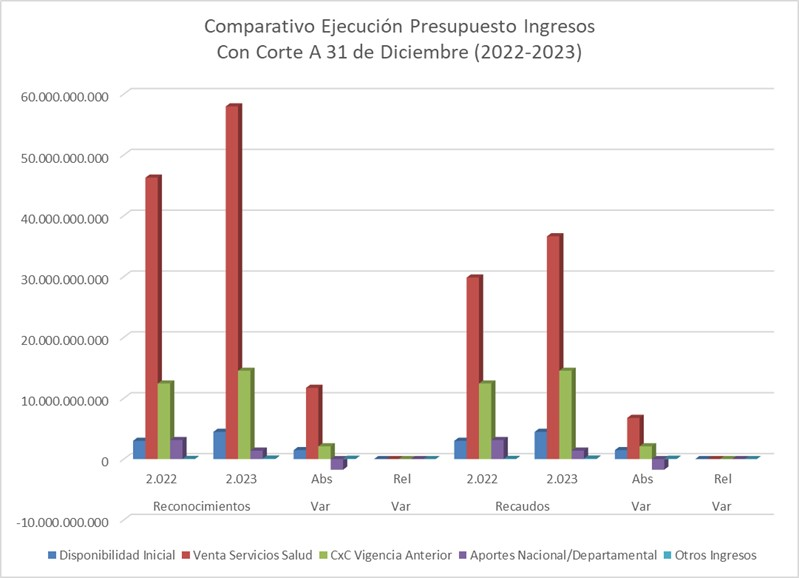 Comparativo Ejecución Presupuesto Ingresos
Con Corte A 31 de Diciembre (2022-2023)
60.000.000.000
50.000.000.000
40.000.000.000
30.000.000.000
20.000.000.000
10.000.000.000
0
-10.000.000.000
2.022 2.023 Abs Rel 2.022 2.023 Abs Rel
Reconocimientos Var Var Recaudos Var Var
Disponibilidad Inicial Venta Servicios Salud CxC Vigencia Anterior Aportes Nacional/Departamental Otros Ingresos